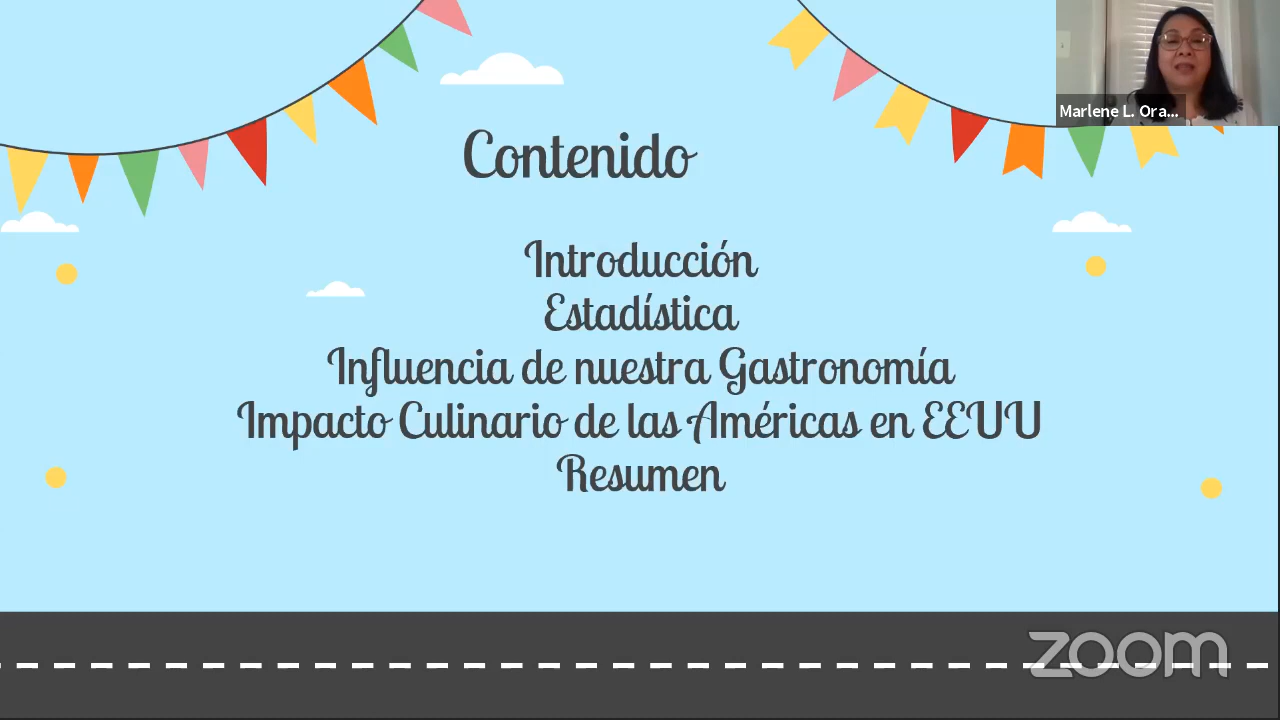 Marlene L. Ora...
Contenido
Introducción
Estadística
Influencia de nuestra Gastronomía
Impacto Culinario de las Américas en EEUU
Resumen
zoom